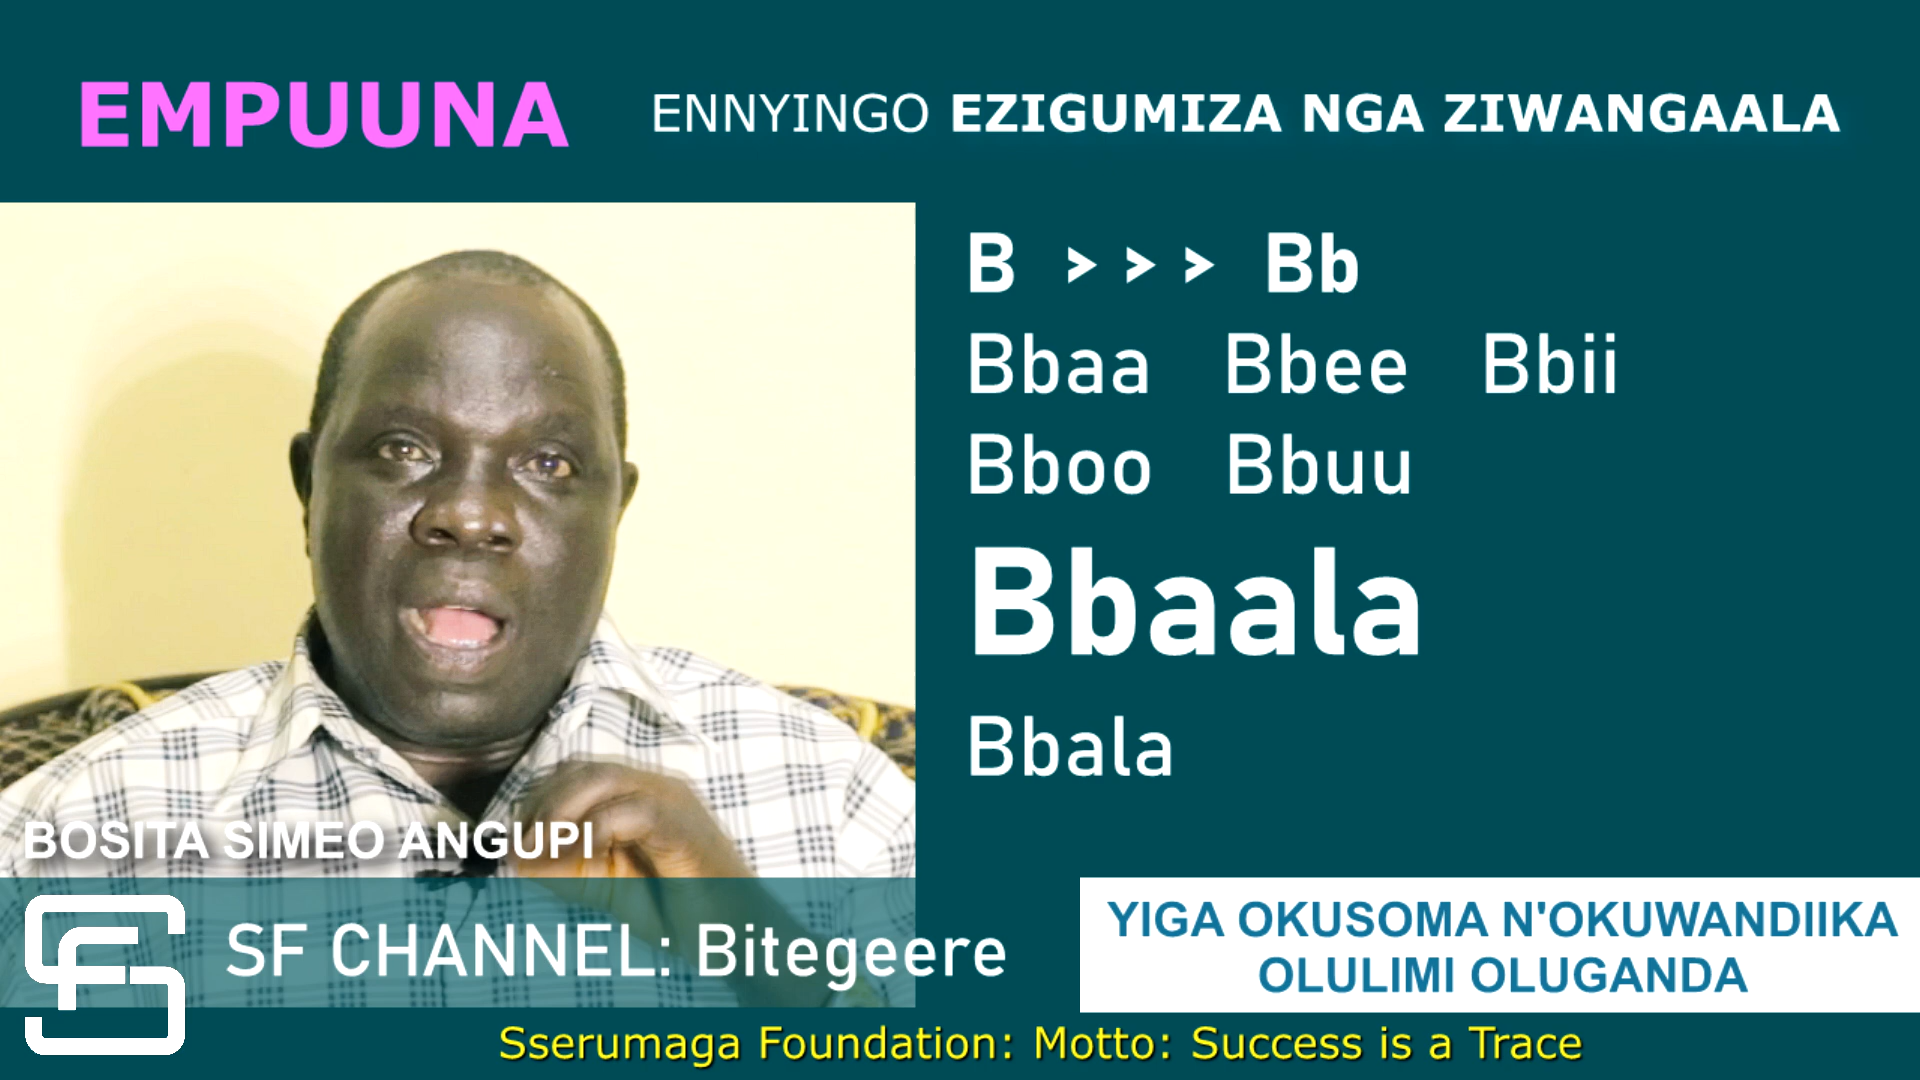 EMPUUNA
ENNYINGO EZIGUMIZA NGA ZIWANGAALA
B >>> Bb
Bbaa Bbee Bbii
Bboo Bbuu
Bbaala
Bbala
BOSITA SIMEO ANGUPI
SF CHANNEL: Bitegeere
YIGA OKUSOMA N'OKUWANDIIKA
OLULIMI OLUGANDA
Sserumaga Foundation: Motto: Success is a Trace